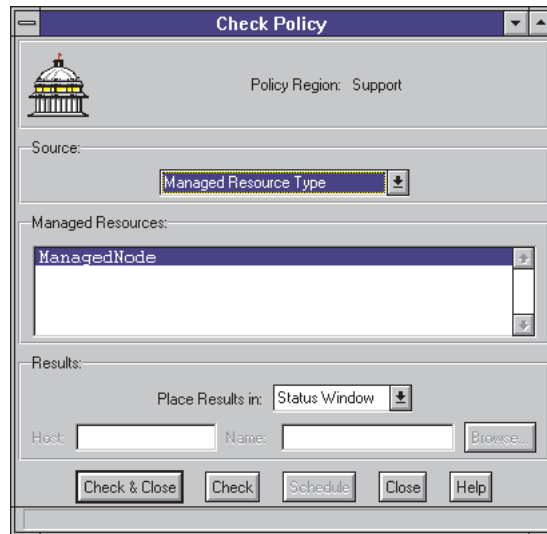 Check Policy
Policy Region: Support
Source:
Managed Resource Type
Managed Resources:
ManagedNode
Results:
Place Results in: Status Window
Host: Name: Browse...
Check & Close Check Schedule Close Help